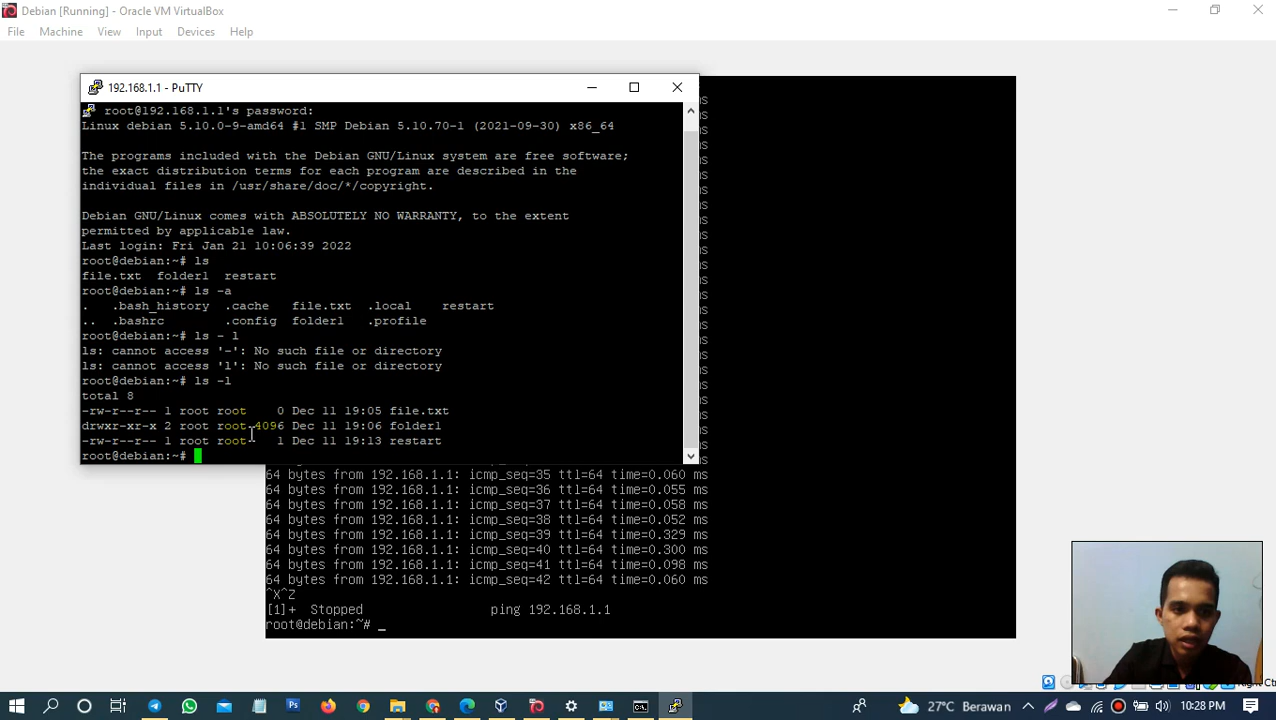 Debian [Running] - Oracle VM VirtualBox
File Machine View Input Devices Help
192.168.1.1 - PuTTY
root@192.168.1.1's password:
Linux debian 5.10.0-9-amd64 #1 SMP Debian 5.10.70-1 (2021-09-30) x86_64
The programs included with the Debian GNU/Linux system are free software;
the exact distribution terms for each program are described in the
individual files in /usr/share/doc/*/copyright.
Debian GNU/Linux comes with ABSOLUTELY NO WARRANTY, to the extent
permitted by applicable law.
Last login: Fri Jan 21 10:06:39 2022
root@debian:~# ls
file.txt folder1 restart
root@debian:~# ls -a
. .bash_history .cache file.txt .local restart
.. .bashrc .config folder1 .profile
root@debian:~# ls - l
ls: cannot access '-': No such file or directory
ls: cannot access 'l': No such file or directory
root@debian:~# ls -l
total 8
-rw-r--r-- 1 root root 0 Dec 11 19:05 file.txt
drwxr-xr-x 2 root root 4096 Dec 11 19:06 folder1
-rw-r--r-- 1 root root 1 Dec 11 19:13 restart
root@debian:~#
64 bytes from 192.168.1.1: icmp_seq=35 ttl=64 time=0.060 ms
64 bytes from 192.168.1.1: icmp_seq=36 ttl=64 time=0.055 ms
64 bytes from 192.168.1.1: icmp_seq=37 ttl=64 time=0.058 ms
64 bytes from 192.168.1.1: icmp_seq=38 ttl=64 time=0.052 ms
64 bytes from 192.168.1.1: icmp_seq=39 ttl=64 time=0.329 ms
64 bytes from 192.168.1.1: icmp_seq=40 ttl=64 time=0.300 ms
64 bytes from 192.168.1.1: icmp_seq=41 ttl=64 time=0.098 ms
64 bytes from 192.168.1.1: icmp_seq=42 ttl=64 time=0.060 ms
^X^Z
[1]+ Stopped ping 192.168.1.1
root@debian:~# _
Right Ctrl
27°C Berawan
10:28 PM